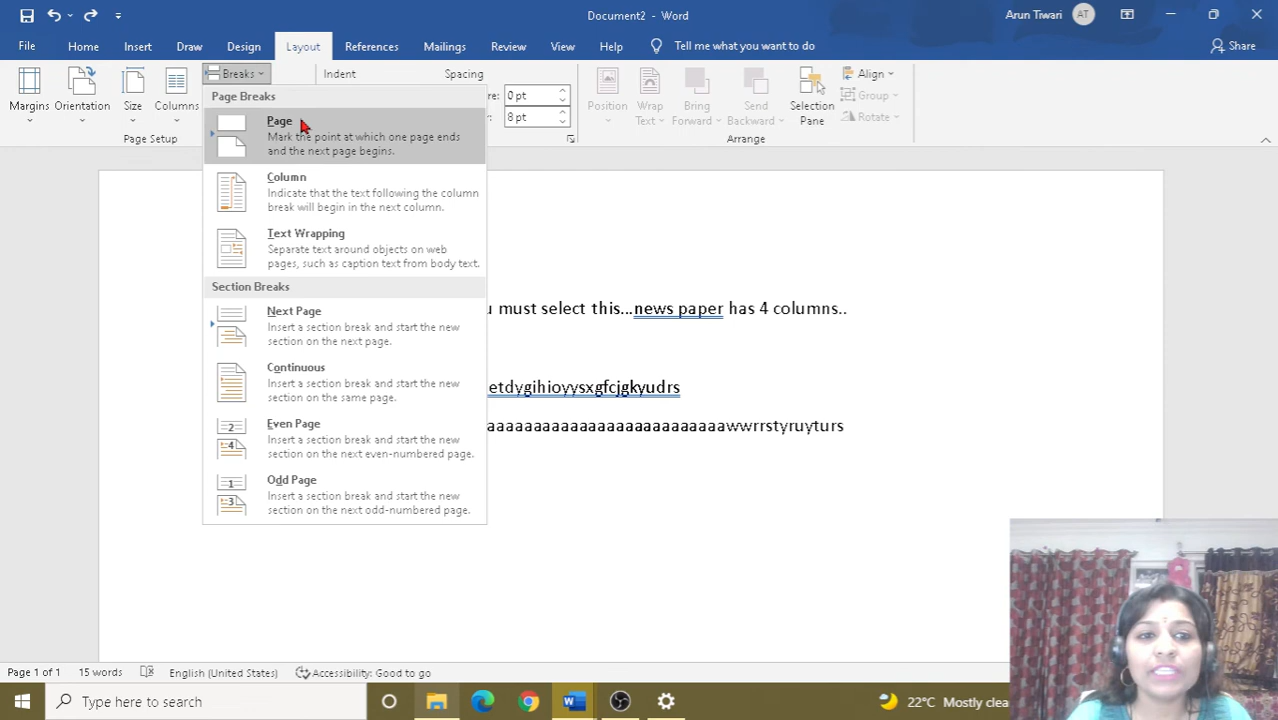 Document2 - Word
Arun Tiwari AT
File Home Insert Draw Design Layout References Mailings Review View Help Tell me what you want to do Share
Breaks Indent Spacing
0 pt
8 pt
Margins Orientation Size Columns
Position Wrap Text Bring Forward Send Backward Selection Pane
Align
Group
Rotate
Page Setup Arrange
Page Breaks
Page
Mark the point at which one page ends
and the next page begins.
Column
Indicate that the text following the column
break will begin in the next column.
Text Wrapping
Separate text around objects on web
pages, such as caption text from body text.
Section Breaks
Next Page
Insert a section break and start the new
section on the next page.
Continuous
Insert a section break and start the new
section on the same page.
Even Page
Insert a section break and start the new
section on the next even-numbered page.
Odd Page
Insert a section break and start the new
section on the next odd-numbered page.
must select this...news paper has 4 columns..
Page 1 of 1 15 words English (United States) Accessibility: Good to go
Type here to search
22°C Mostly clea